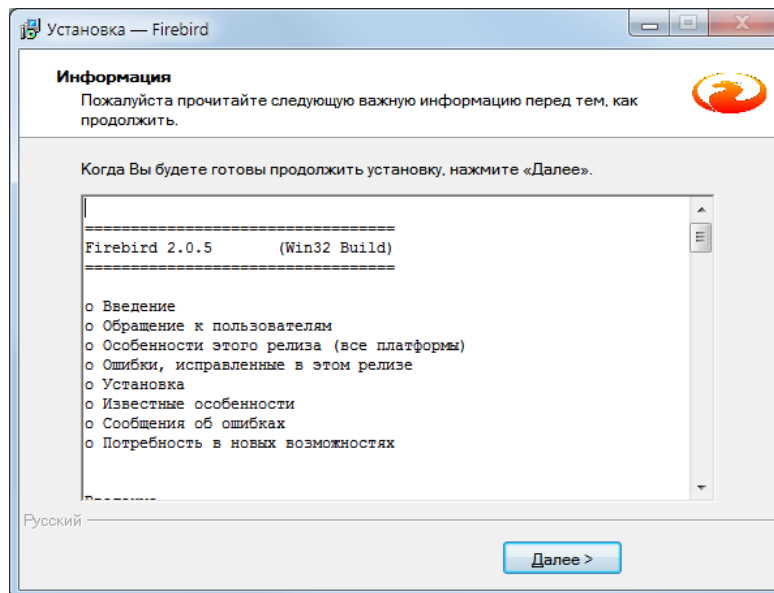 Установка — Firebird
Информация
Пожалуйста прочитайте следующую важную информацию перед тем, как
продолжить.
Когда Вы будете готовы продолжить установку, нажмите «Далее».
==================================
Firebird 2.0.5 (Win32 Build)
==================================
o Введение
o Обращение к пользователям
o Особенности этого релиза (все платформы)
o Ошибки, исправленные в этом релизе
o Установка
o Известные особенности
o Сообщения об ошибках
o Потребность в новых возможностях
Русский
Далее >